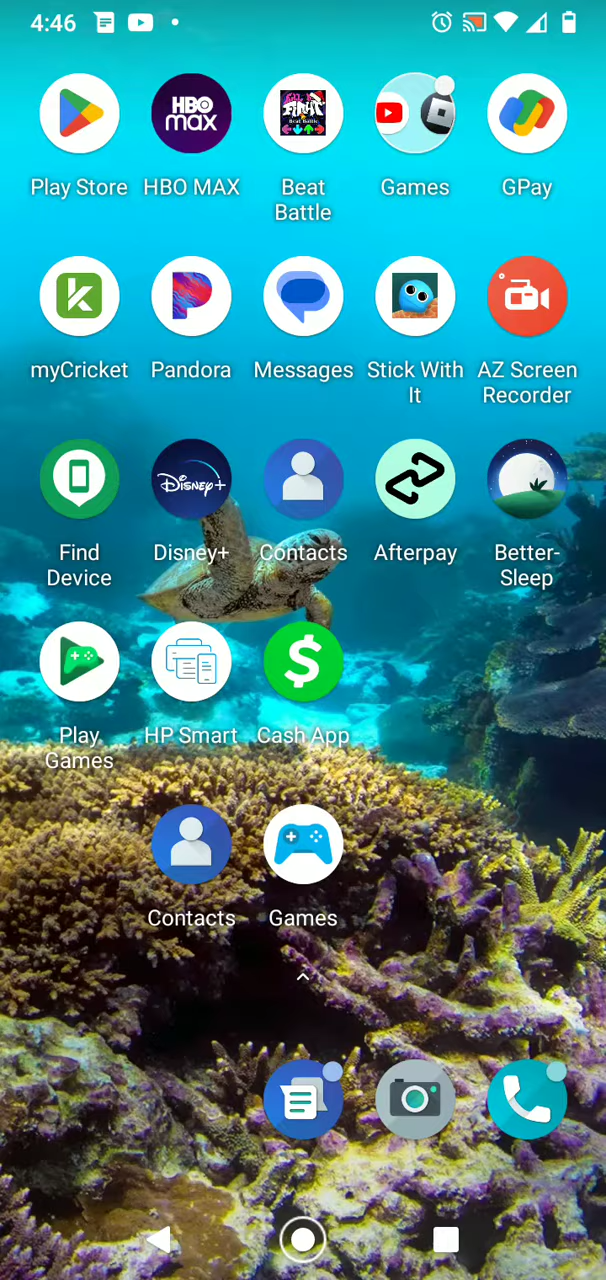 4:46
HBO
max
Play Store
HBO MAX
Beat
Battle
Games
GPay
myCricket
Pandora
Messages
Stick With
It
AZ Screen
Recorder
Disney+
Find
Device
Disney+
Contacts
Afterpay
Better-
Sleep
Play
Games
HP Smart
Cash App
Contacts
Games